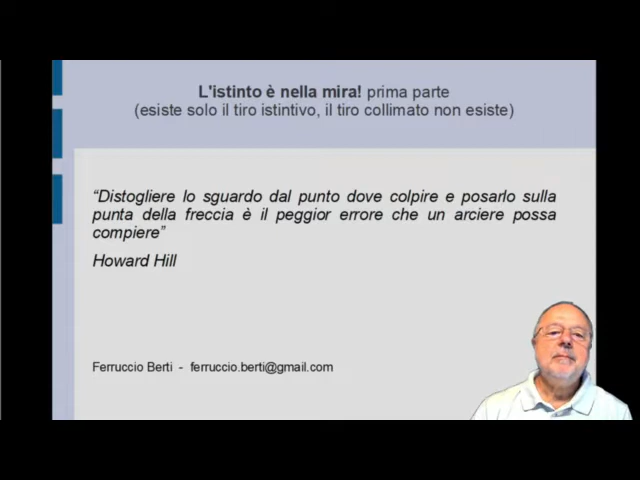 L'istinto è nella mira! prima parte
(esiste solo il tiro istintivo, il tiro collimato non esiste)
“Distogliere lo sguardo dal punto dove colpire e posarlo sulla
punta della freccia è il peggior errore che un arciere possa
compiere”
Howard Hill
Ferruccio Berti - ferruccio.berti@gmail.com